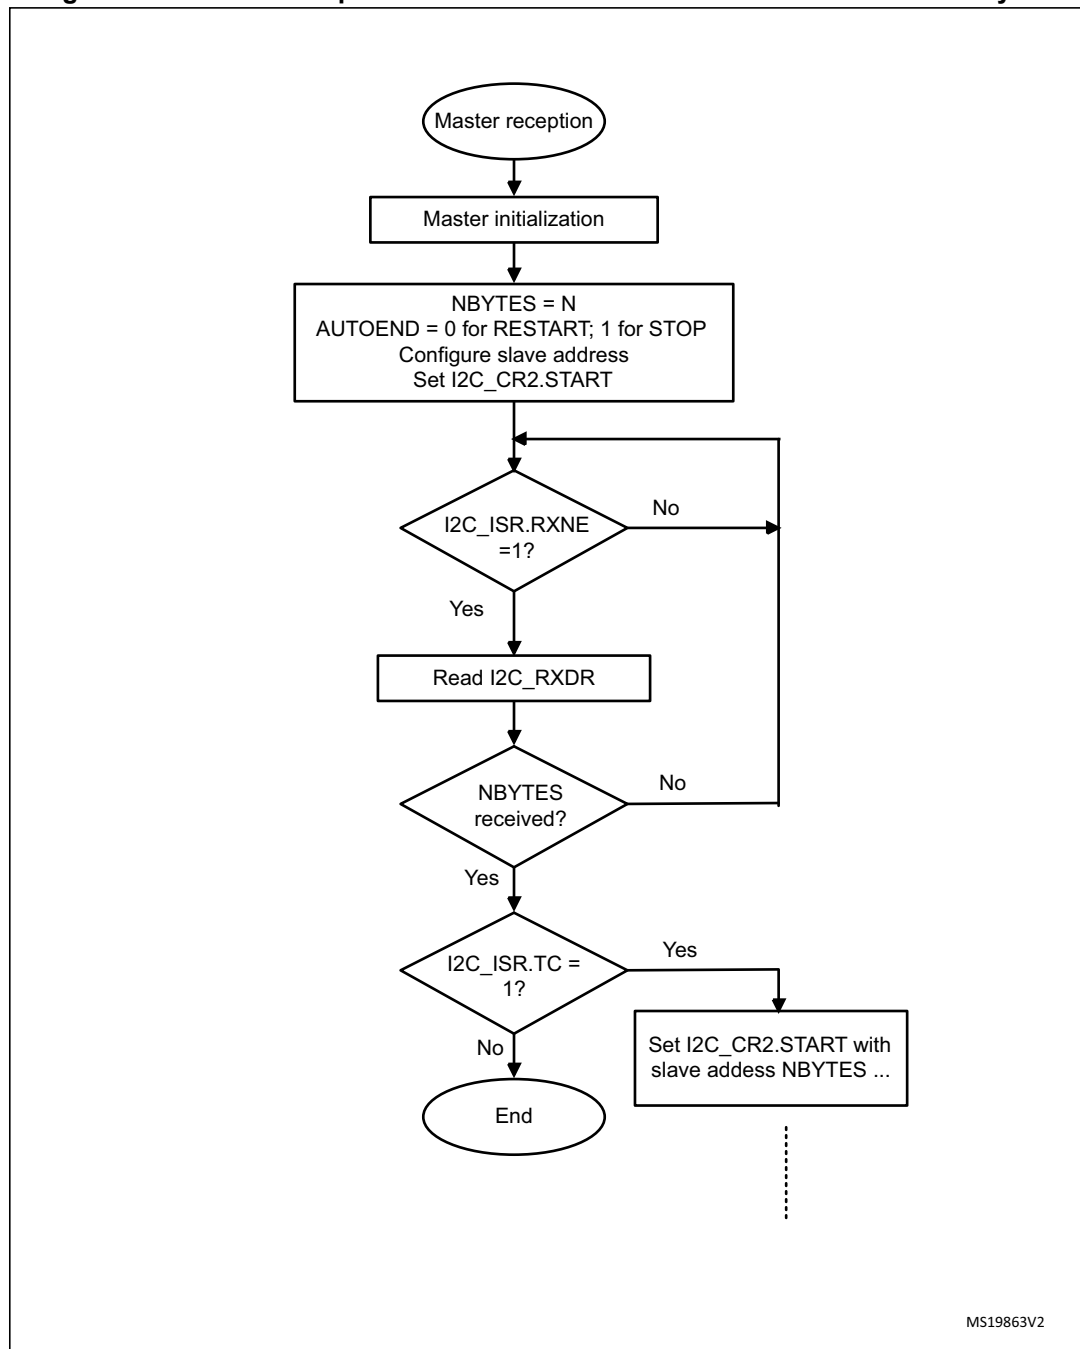 Master reception
Master initialization
NBYTES = N
AUTOEND = 0 for RESTART; 1 for STOP
Configure slave address
Set I2C_CR2.START
I2C_ISR.RXNE
=1?
No
Yes
Read I2C_RXDR
NBYTES
received?
No
Yes
I2C_ISR.TC =
1?
Yes
No
Set I2C_CR2.START with
slave addess NBYTES ...
End
MS19863V2